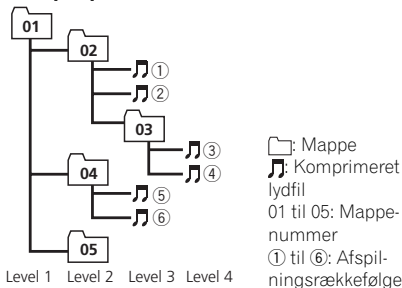 01
02
①
②
03
③
④
04
⑤
⑥
05
Level 1 Level 2 Level 3 Level 4
: Mappe
: Komprimeret
lydfil
01 til 05: Mappe-
nummer
① til ⑥: Afspil-
ningsrækkefølge